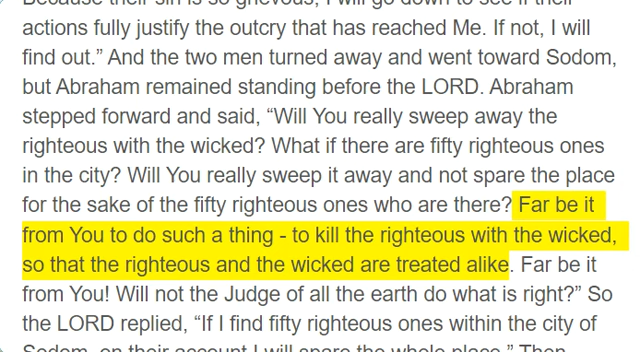 Because their sin is so grievous, I will go down to see if their
actions fully justify the outcry that has reached Me. If not, I will
find out.” And the two men turned away and went toward Sodom,
but Abraham remained standing before the LORD. Abraham
stepped forward and said, “Will You really sweep away the
righteous with the wicked? What if there are fifty righteous ones
in the city? Will You really sweep it away and not spare the place
for the sake of the fifty righteous ones who are there? Far be it
from You to do such a thing - to kill the righteous with the wicked,
so that the righteous and the wicked are treated alike. Far be it
from You! Will not the Judge of all the earth do what is right?” So
the LORD replied, “If I find fifty righteous ones within the city of
Sodom, on their account I will spare the whole place.” Then